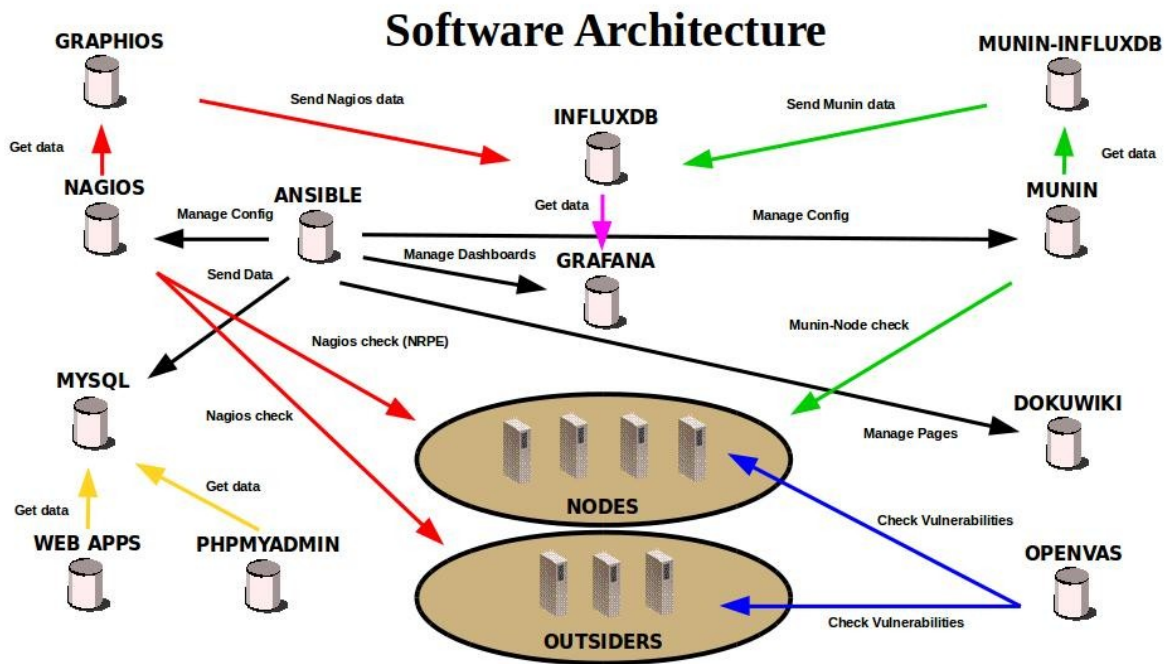 Software Architecture
GRAPHIOS
MUNIN-INFLUXDB
Send Nagios data
Send Munin data
INFLUXDB
Get data
Get data
NAGIOS
ANSIBLE
MUNIN
Manage Config
Get data
Manage Config
Manage Dashboards
GRAFANA
Send Data
Munin-Node check
Nagios check (NRPE)
MYSQL
DOKUWIKI
Nagios check
Manage Pages
Get data
NODES
Get data
Check Vulnerabilities
WEB APPS
PHPMYADMIN
OPENVAS
Check Vulnerabilities
OUTSIDERS